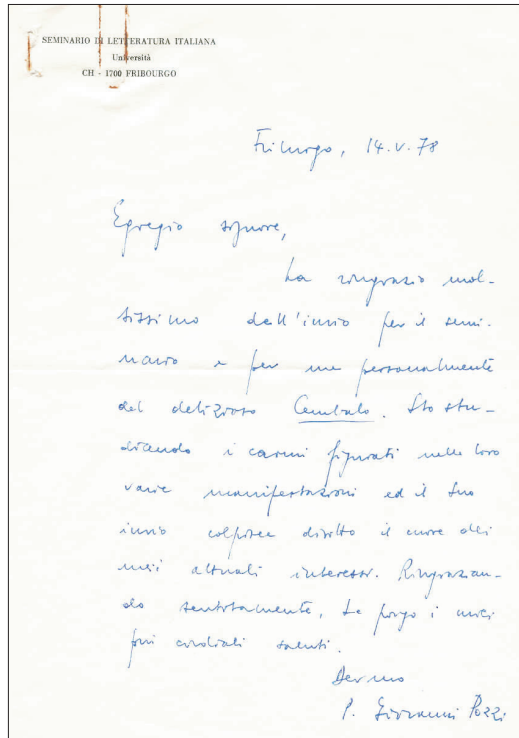 SEMINARIO DI LETTERATURA ITALIANA
Università
CH - 1700 FRIBOURGO
Friburgo, 14.V.78
Egregio signore,
La ringrazio mol-
tissimo dell'invio per il semi-
nario e per me personalmente
del delizioso Cembalo. Sto stu-
diando i carmi figurati nelle loro
varie manifestazioni ed il Suo
invio colpisce diritto il cuore dei
miei attuali interessi. Ringrazian-
do sentitamente, Le porgo i miei
più cordiali saluti.
Dev.mo
P. Giovanni Pozzi